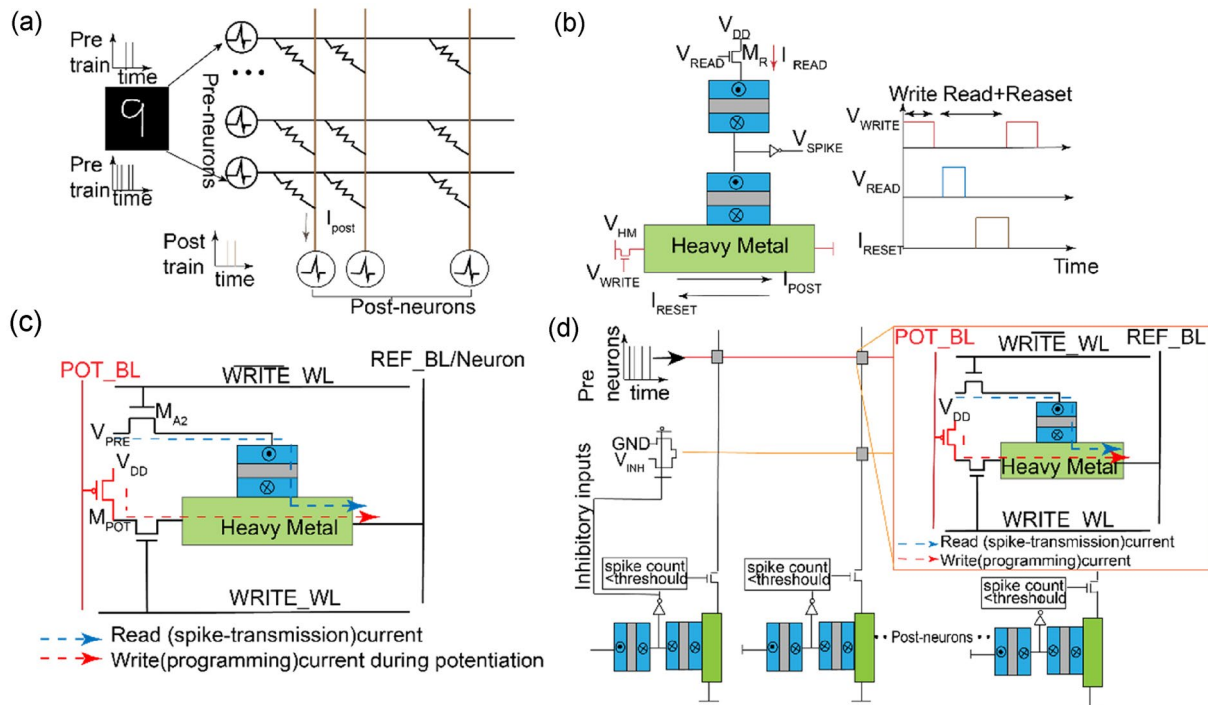 (a)
Pre
train
time
Pre
train
time
Pre-neurons
I post
Post
train
time
Post-neurons
(b)
V DD
V READ
M R
I READ
V SPIKE
Heavy Metal
V HM
V WRITE
I POST
I RESET
Write Read+Reaset
V WRITE
V READ
I RESET
Time
(c)
POT_BL
REF_BL/Neuron
WRITE_WL
M A2
V PRE
V DD
M POT
Heavy Metal
WRITE_WL
Read (spike-transmission)current
Write(programming)current during potentiation
(d)
Pre
neurons
time
GND
V INH
Inhibitory inputs
spike count
<threshould
spike count
<threshould
POT_BL
REF_BL
WRITE_WL
V DD
Heavy Metal
WRITE_WL
Read (spike-transmission)current
Write(programming)current
spike count
<threshould
Post-neurons